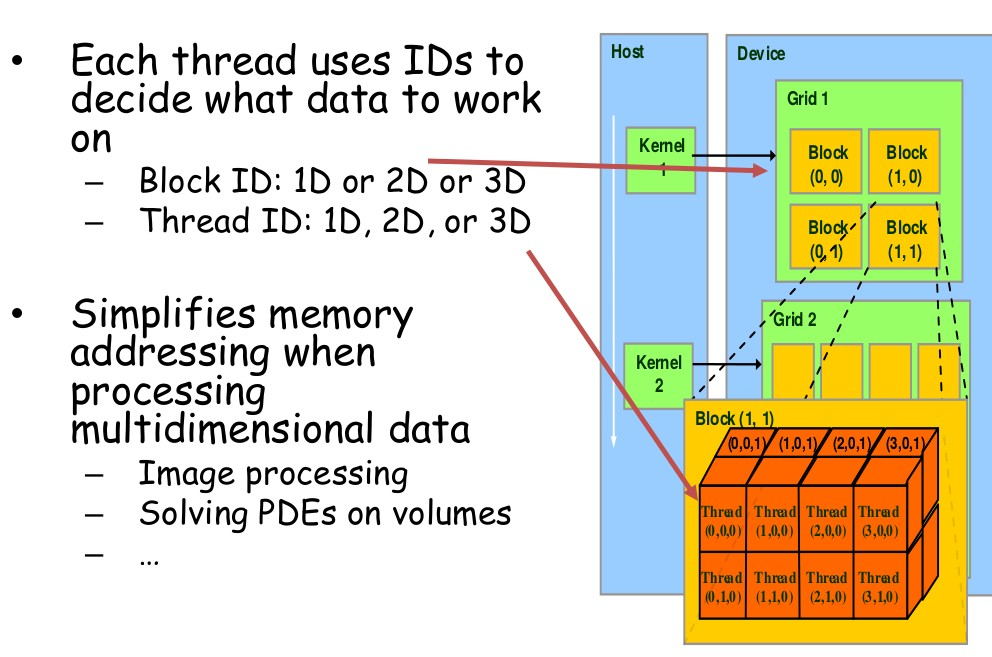 • Each thread uses IDs to
decide what data to work
on
– Block ID: 1D or 2D or 3D
– Thread ID: 1D, 2D, or 3D
• Simplifies memory
addressing when
processing
multidimensional data
– Image processing
– Solving PDEs on volumes
– …
Host
Device
Grid 1
Kernel
1
Block
(0, 0)
Block
(1, 0)
Block
(0, 1)
Block
(1, 1)
Grid 2
Kernel
2
Block (1, 1)
(0,0,1) (1,0,1) (2,0,1) (3,0,1)
Thread Thread Thread Thread
(0,0,0) (1,0,0) (2,0,0) (3,0,0)
Thread Thread Thread Thread
(0,1,0) (1,1,0) (2,1,0) (3,1,0)